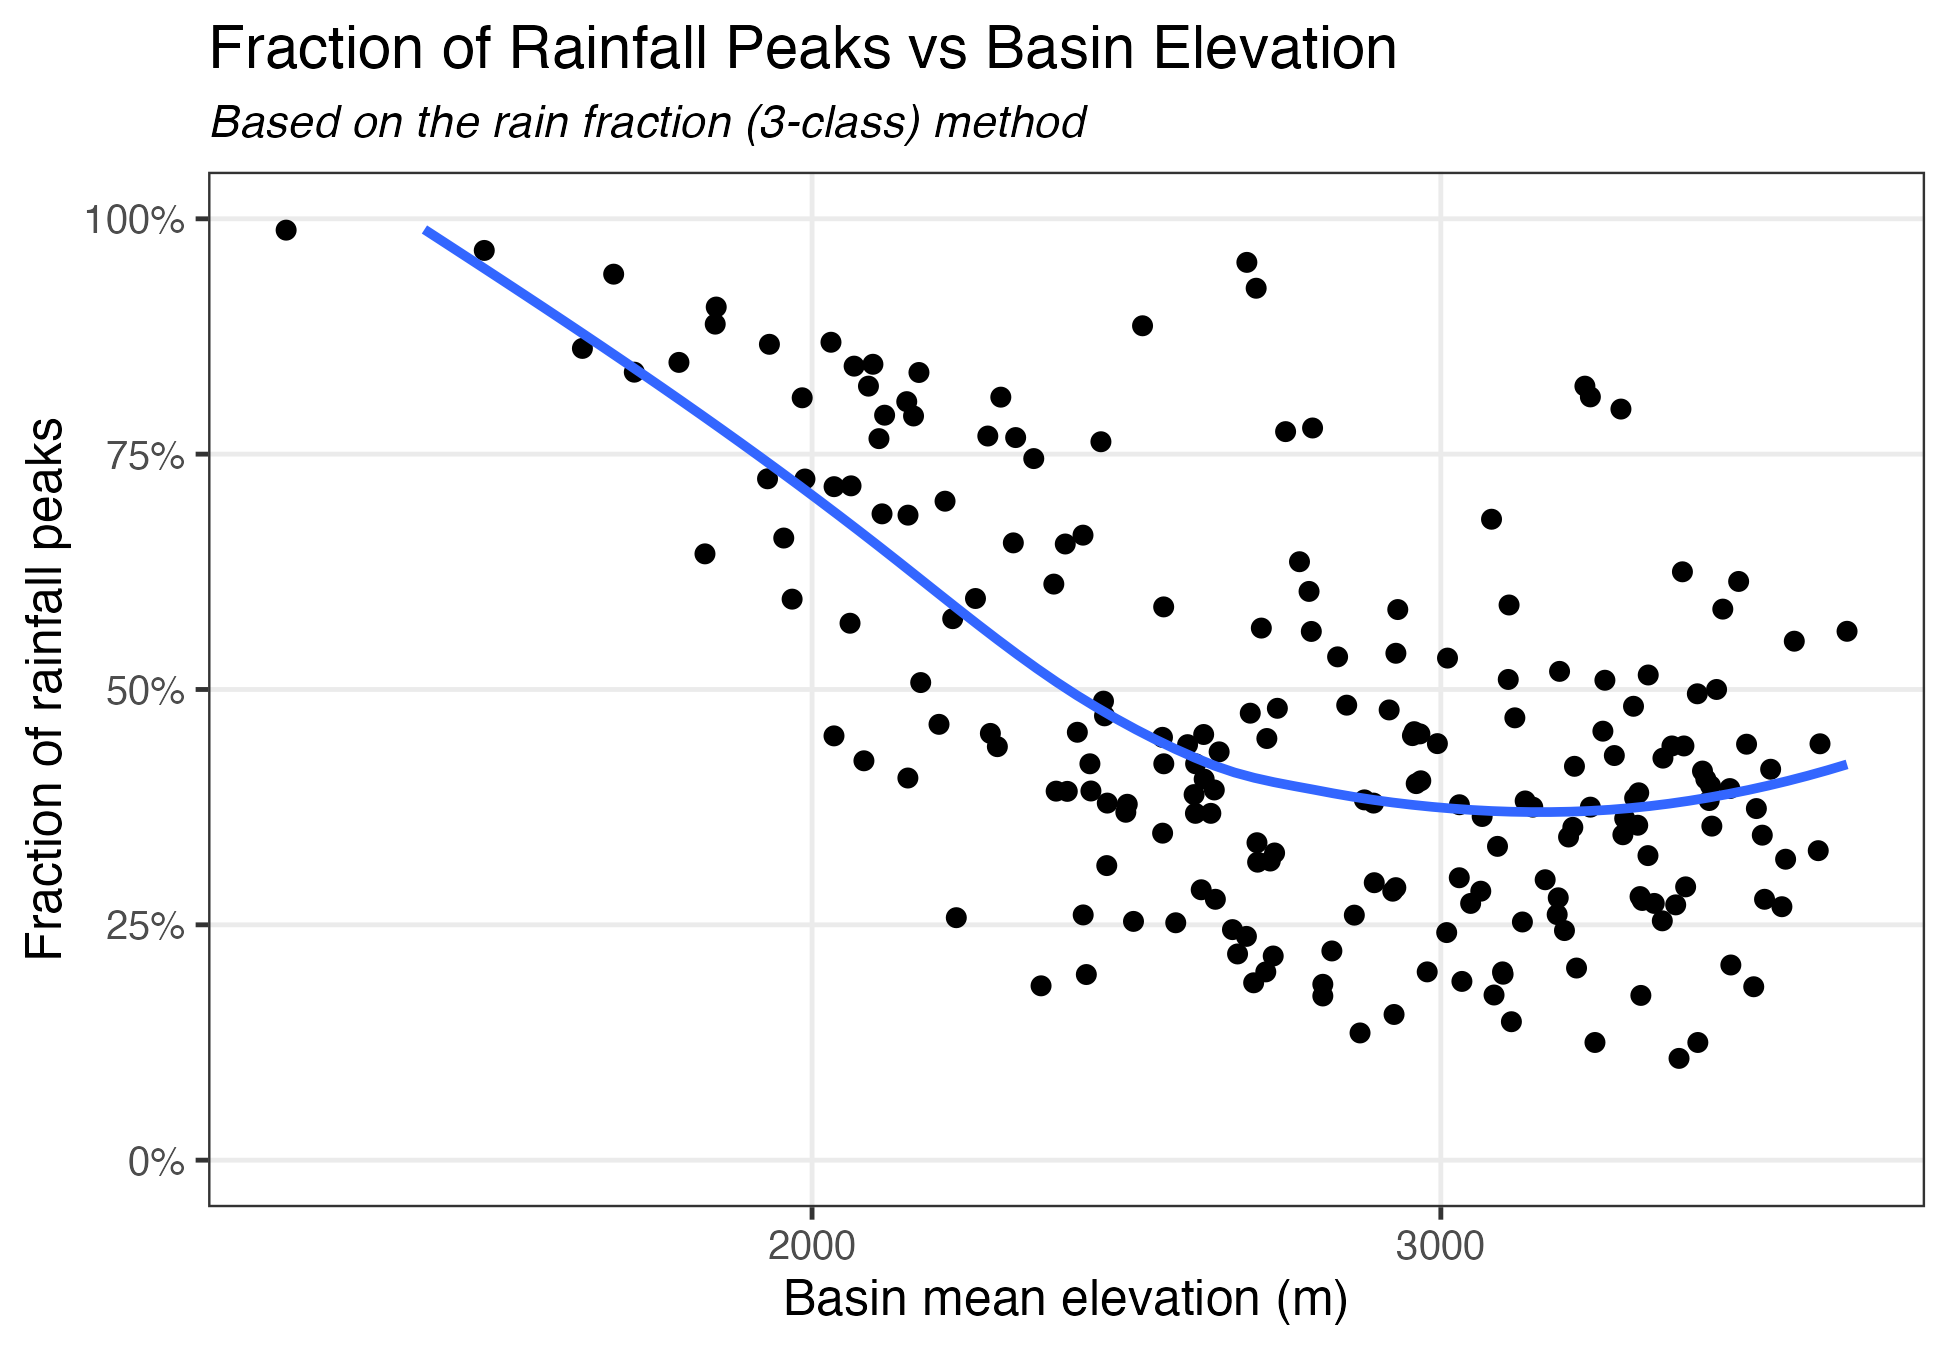 Fraction of Rainfall Peaks vs Basin Elevation
Based on the rain fraction (3-class) method
Fraction of rainfall peaks
100%
75%
50%
25%
0%
2000
3000
Basin mean elevation (m)